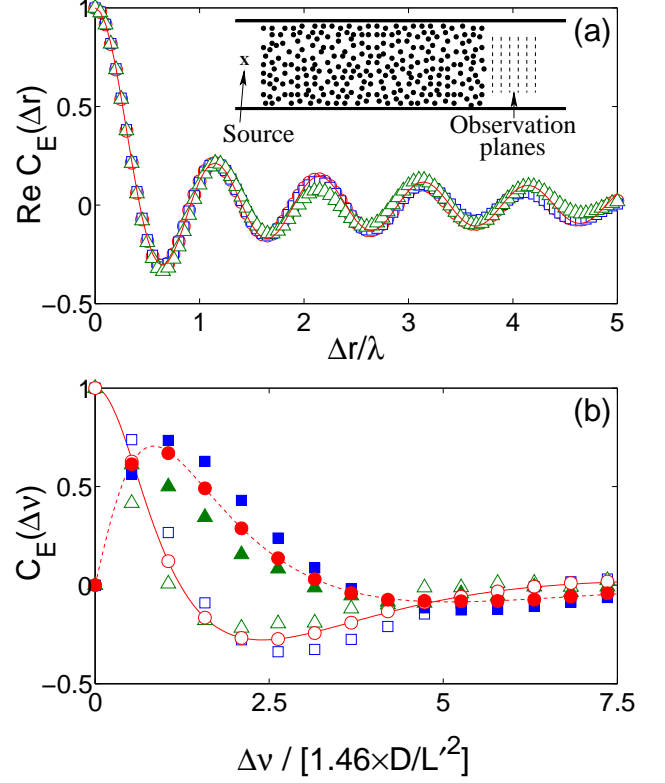 (a)
1
0.5
0
−0.5
Re C_E(Δr)
x
Source
Observation
planes
0 1 2 3 4 5
Δr/λ
(b)
1
0.5
0
−0.5
C_E(Δν)
0 2.5 5 7.5
Δν / [1.46×D/L′²]